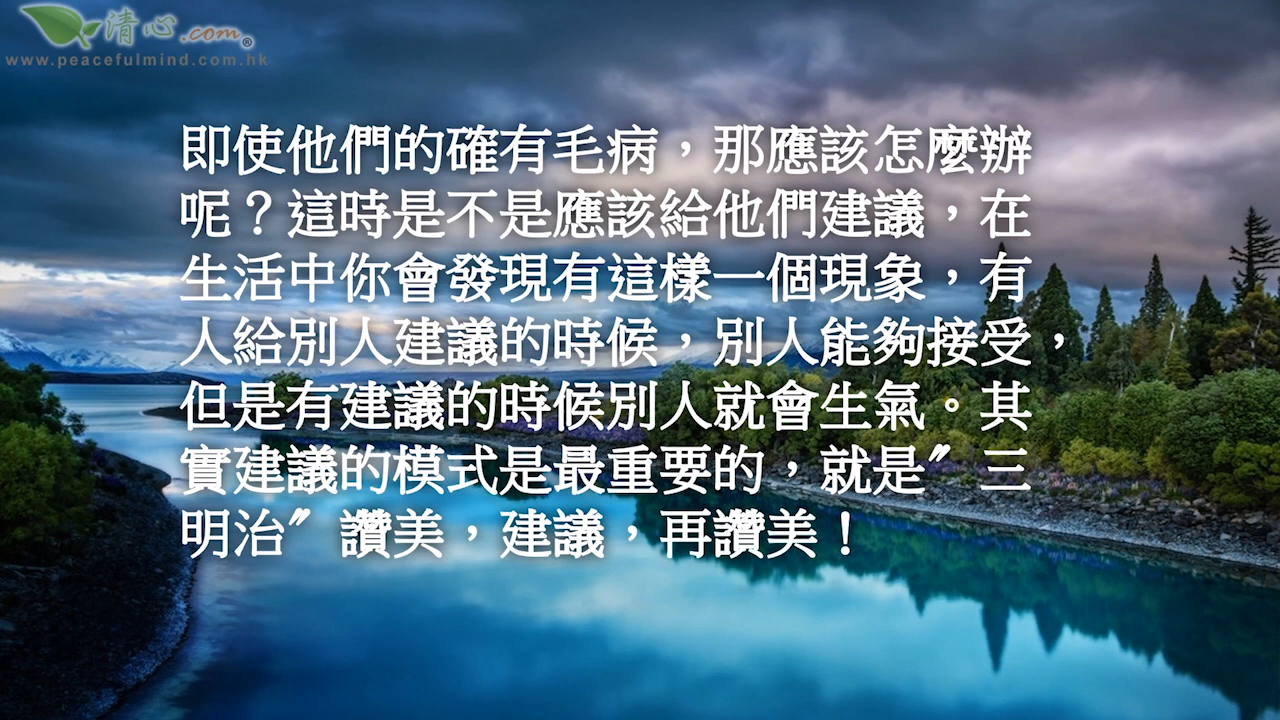 清心.com®
www.peacefulmind.com.hk
即使他們的確有毛病，那應該怎麼辦
呢？這時是不是應該給他們建議，在
生活中你會發現有這樣一個現象，有
人給別人建議的時候，別人能夠接受，
但是有建議的時候別人就會生氣。其
實建議的模式是最重要的，就是〞三
明治〞讚美，建議，再讚美！